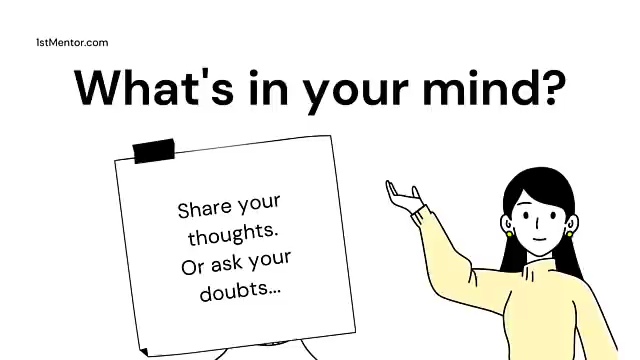 1stMentor.com
What's in your mind?
Share your
thoughts.
Or ask your
doubts...